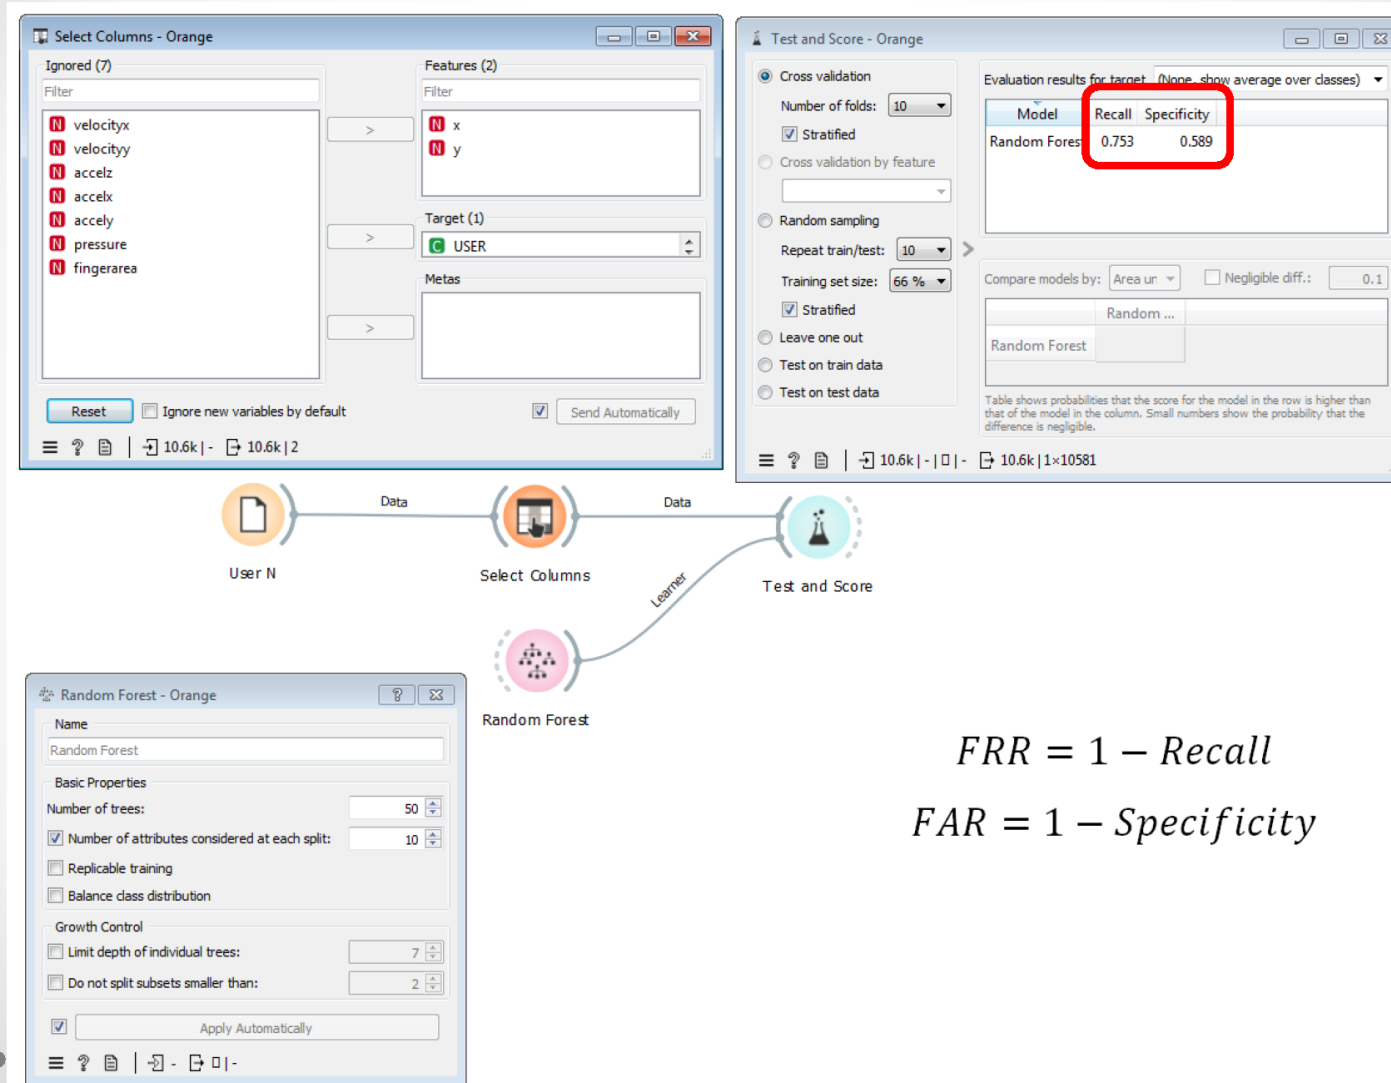 Select Columns - Orange
Ignored (7)
Filter
N velocityx
N velocityy
N accelz
N accelx
N accely
N pressure
N fingerarea
>
>
>
Features (2)
Filter
N x
N y
Target (1)
C USER
Metas
Reset
Ignore new variables by default
Send Automatically
? 10.6k | - 10.6k | 2
Test and Score - Orange
Cross validation
Number of folds: 10
Stratified
Cross validation by feature
Random sampling
Repeat train/test: 10
Training set size: 66 %
Stratified
Leave one out
Test on train data
Test on test data
Evaluation results for target (None, show average over classes)
Model Recall Specificity
Random Forest 0.753 0.589
Compare models by: Area ur Negligible diff.: 0.1
Random ...
Random Forest
Table shows probabilities that the score for the model in the row is higher than
that of the model in the column. Small numbers show the probability that the
difference is negligible.
? 10.6k | - | ▯ | - 10.6k | 1×10581
Data
Data
User N
Select Columns
Test and Score
Learner
Random Forest
Random Forest - Orange
?
Name
Random Forest
Basic Properties
Number of trees: 50
Number of attributes considered at each split: 10
Replicable training
Balance class distribution
Growth Control
Limit depth of individual trees: 7
Do not split subsets smaller than: 2
Apply Automatically
? - ▯ | -
FRR = 1 − Recall
FAR = 1 − Specificity